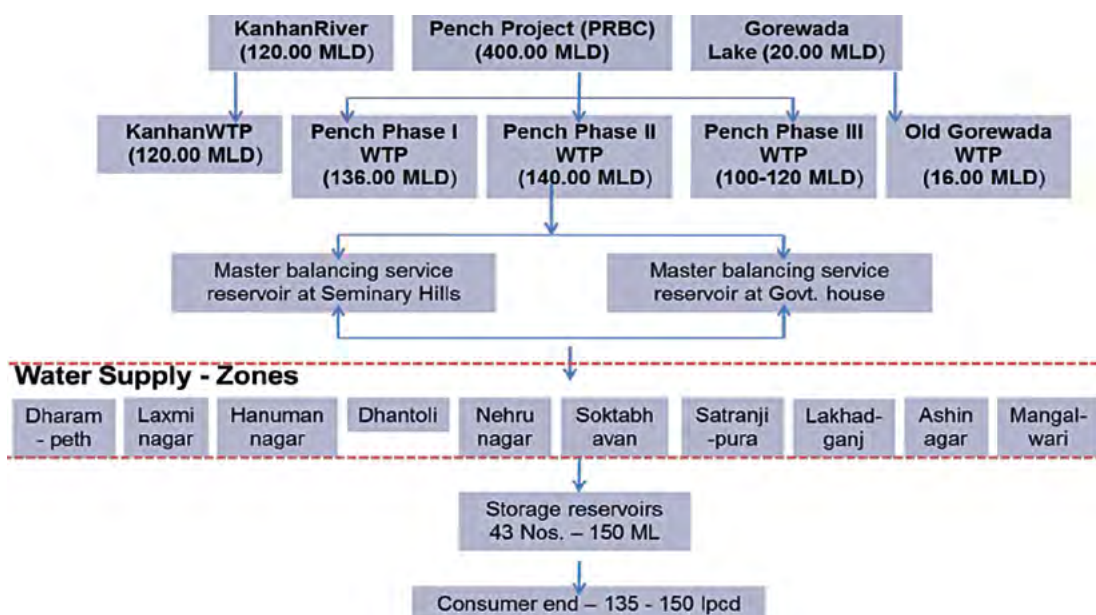 KanhanRiver
(120.00 MLD)
Pench Project (PRBC)
(400.00 MLD)
Gorewada
Lake (20.00 MLD)
KanhanWTP
(120.00 MLD)
Pench Phase I
WTP
(136.00 MLD)
Pench Phase II
WTP
(140.00 MLD)
Pench Phase III
WTP
(100-120 MLD)
Old Gorewada
WTP
(16.00 MLD)
Master balancing service
reservoir at Seminary Hills
Master balancing service
reservoir at Govt. house
Water Supply - Zones
Dharam
- peth
Laxmi
nagar
Hanuman
nagar
Dhantoli
Nehru
nagar
Soktabh
avan
Satranji
-pura
Lakhad-
ganj
Ashin
agar
Mangal-
wari
Storage reservoirs
43 Nos. – 150 ML
Consumer end – 135 - 150 lpcd